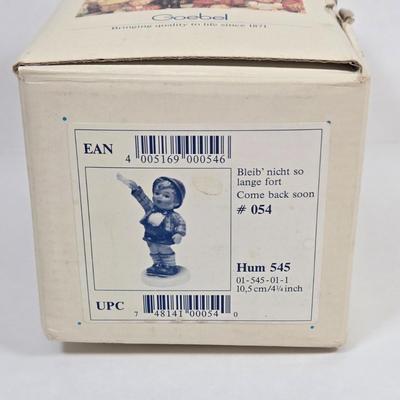 Goebel
Bringing quality to life since 1871
EAN
4 005169 000546
Bleib' nicht so
lange fort
Come back soon
# 054
Hum 545
01-545-01-1
10,5 cm/4¼ inch
UPC
7 48141 00054 0